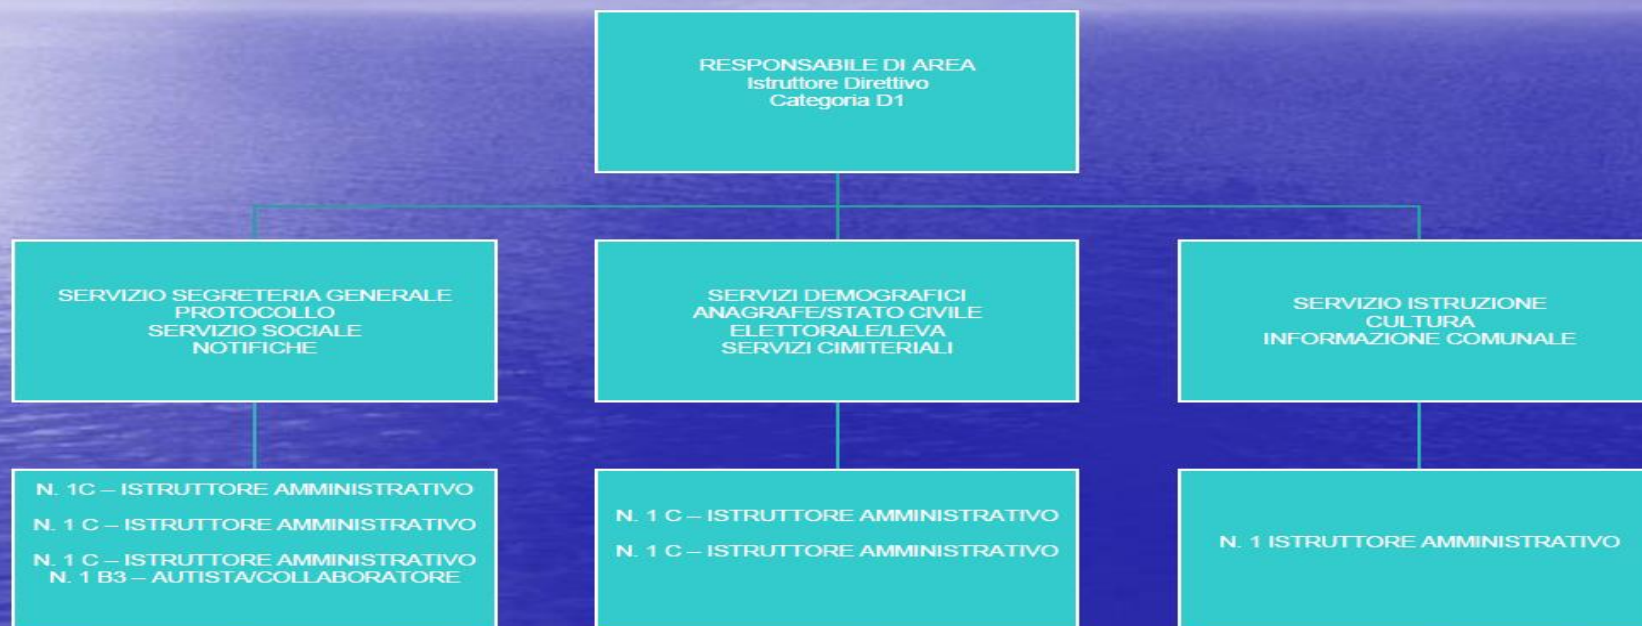 RESPONSABILE DI AREA
Istruttore Direttivo
Categoria D1
SERVIZIO SEGRETERIA GENERALE
PROTOCOLLO
SERVIZIO SOCIALE
NOTIFICHE
SERVIZI DEMOGRAFICI
ANAGRAFE/STATO CIVILE
ELETTORALE/LEVA
SERVIZI CIMITERIALI
SERVIZIO ISTRUZIONE
CULTURA
INFORMAZIONE COMUNALE
N. 1C – ISTRUTTORE AMMINISTRATIVO
N. 1 C – ISTRUTTORE AMMINISTRATIVO
N. 1 C – ISTRUTTORE AMMINISTRATIVO
N. 1 B3 – AUTISTA/COLLABORATORE
N. 1 C – ISTRUTTORE AMMINISTRATIVO
N. 1 C – ISTRUTTORE AMMINISTRATIVO
N. 1 ISTRUTTORE AMMINISTRATIVO